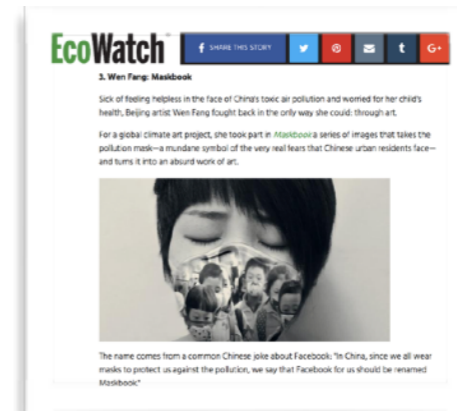 EcoWatch
f SHARE THIS STORY
t
G+
3. Wen Fang: Maskbook
Sick of feeling helpless in the face of China's toxic air pollution and worried for her child's
health, Beijing artist Wen Fang fought back in the only way she could: through art.
For a global climate art project, she took part in Maskbook a series of images that takes the
pollution mask—a mundane symbol of the very real fears that Chinese urban residents face—
and turns it into an absurd work of art.
The name comes from a common Chinese joke about Facebook: "In China, since we all wear
masks to protect us against the pollution, we say that Facebook for us should be renamed
Maskbook."